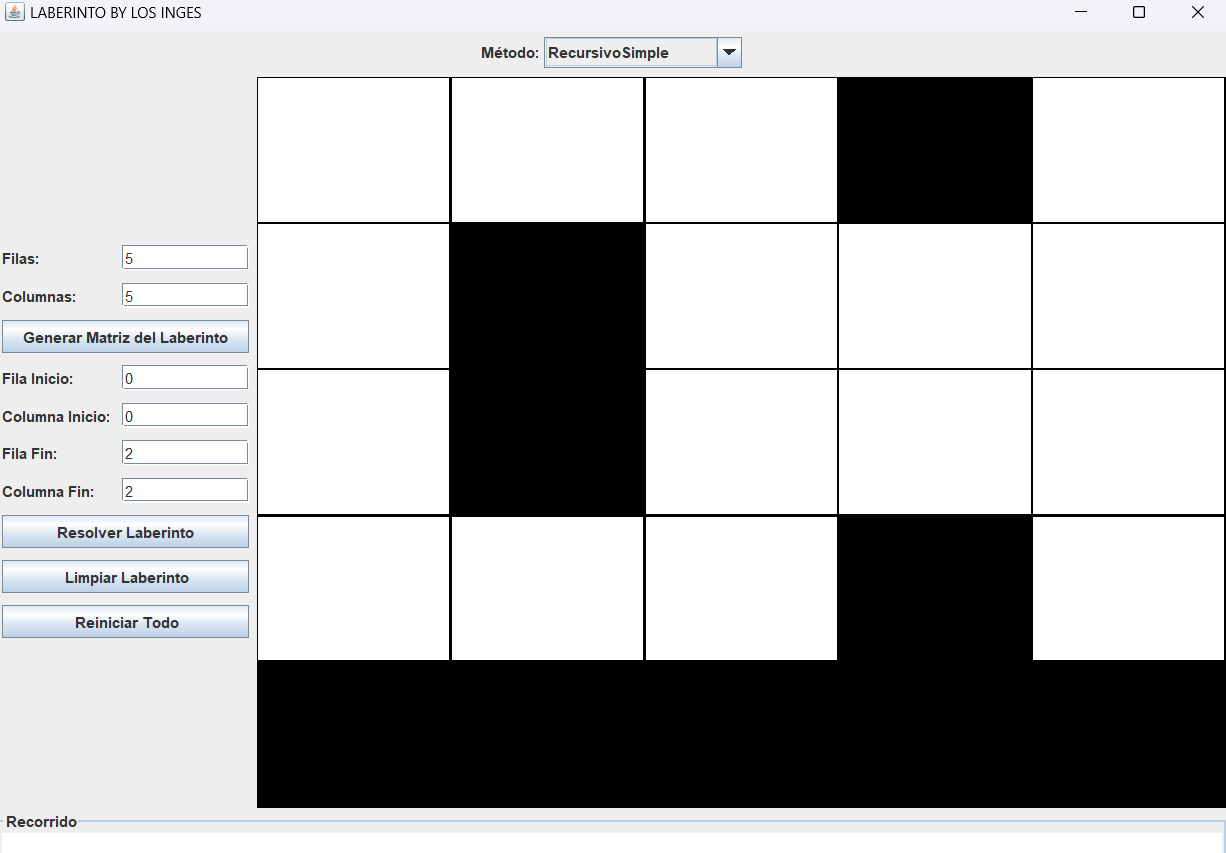 LABERINTO BY LOS INGES
Método: RecursivoSimple
Filas: 5
Columnas: 5
Generar Matriz del Laberinto
Fila Inicio: 0
Columna Inicio: 0
Fila Fin: 2
Columna Fin: 2
Resolver Laberinto
Limpiar Laberinto
Reiniciar Todo
Recorrido